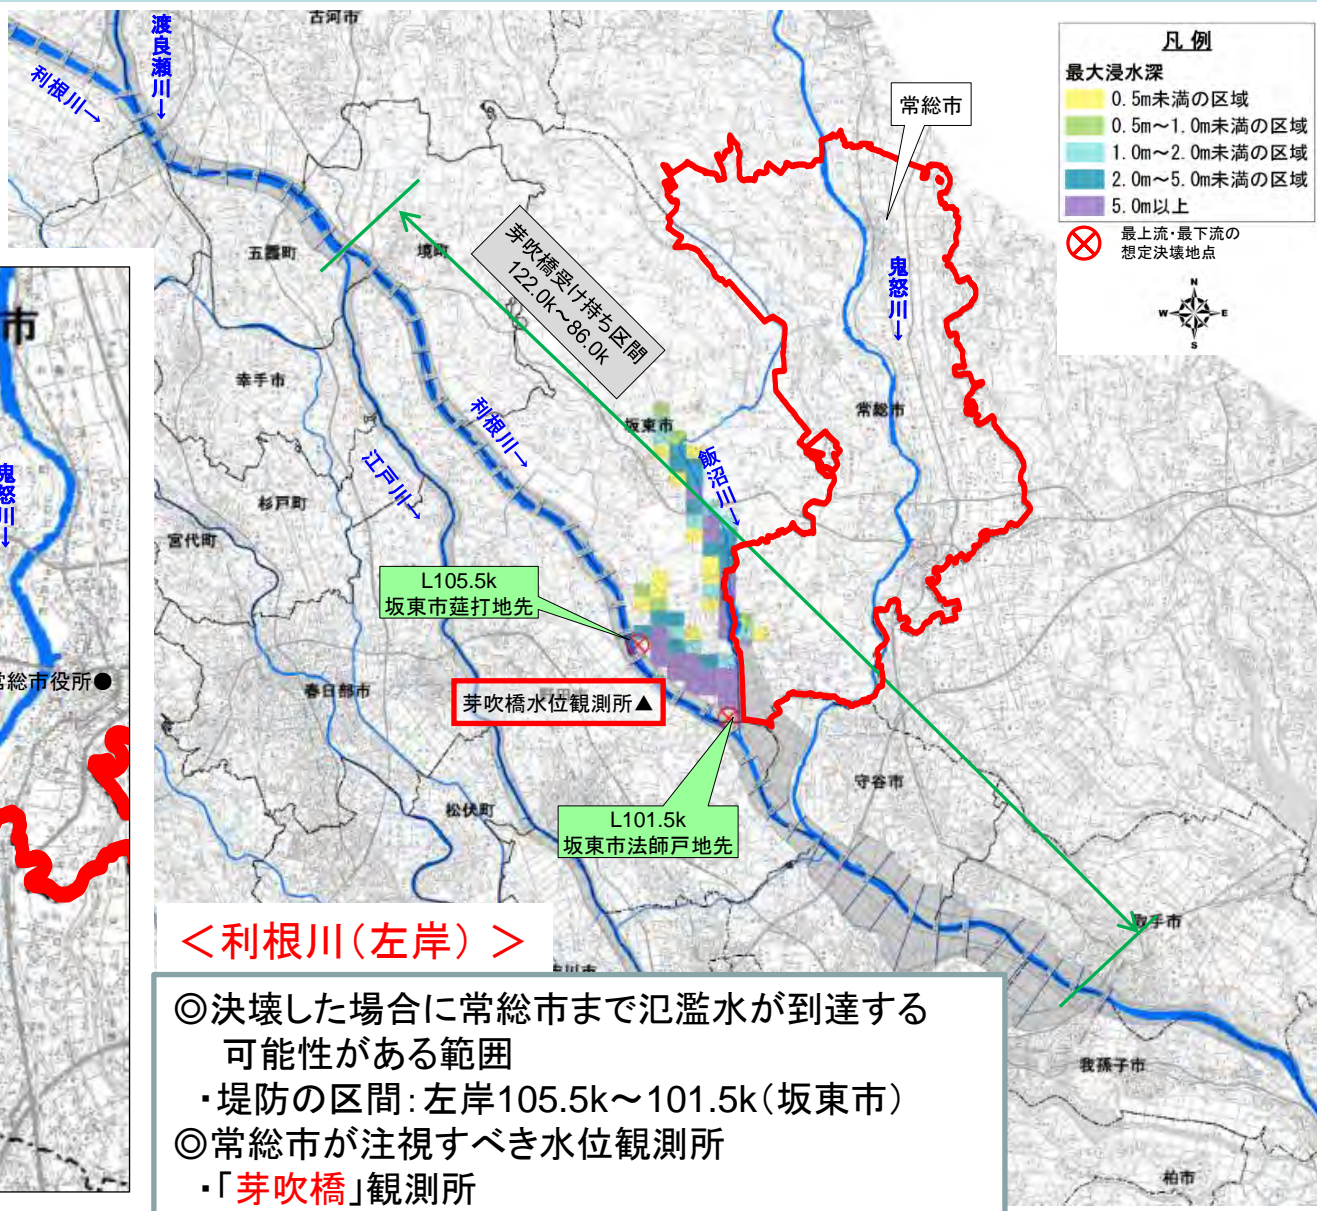 古河市
渡良瀬川→
利根川→
凡 例
最大浸水深
0.5m未満の区域
0.5m～1.0m未満の区域
1.0m～2.0m未満の区域
2.0m～5.0m未満の区域
5.0m以上
最上流・最下流の
想定決壊地点
N
W
E
S
常総市
五霞町
境町
芽吹橋受け持ち区間
122.0k～86.0k
鬼怒川→
市
幸手市
利根川→
坂東市
常総市
飯沼川→
江戸川→
鬼怒川→
杉戸町
宮代町
L105.5k
坂東市莚打地先
常総市役所●
春日部市
芽吹橋水位観測所▲
守谷市
松伏町
L101.5k
坂東市法師戸地先
取手市
＜利根川（左岸）＞
我孫子市
柏市
◎決壊した場合に常総市まで氾濫水が到達する
可能性がある範囲
・堤防の区間：左岸105.5k～101.5k（坂東市）
◎常総市が注視すべき水位観測所
・「芽吹橋」観測所